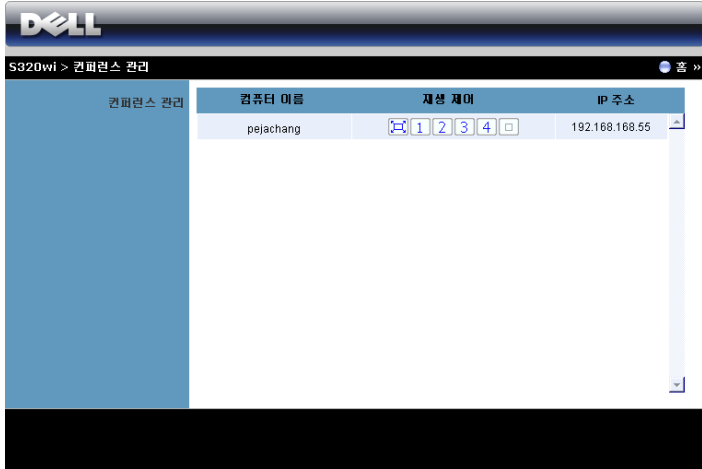 DELL
S320wi > 컨퍼런스 관리
홈 »
컨퍼런스 관리
컴퓨터 이름 재생 제어 IP 주소
pejachang 1 2 3 4 192.168.168.55